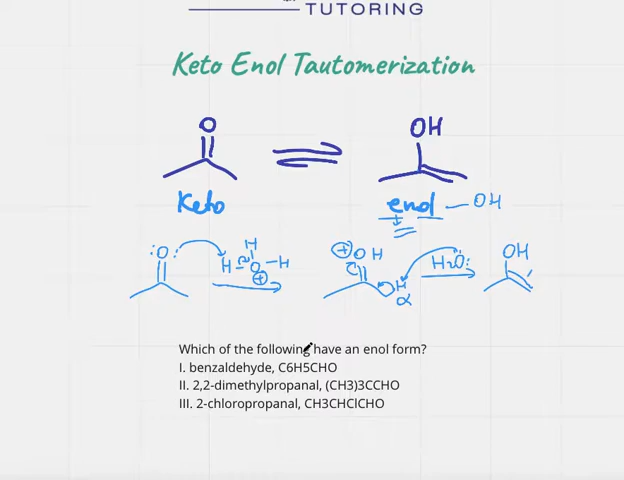 TUTORING
Keto Enol Tautomerization
O OH
Keto enol — OH
:O: H H–O–H ⊕ ⊕OH H α H2O: OH
Which of the following have an enol form?
I. benzaldehyde, C6H5CHO
II. 2,2-dimethylpropanal, (CH3)3CCHO
III. 2-chloropropanal, CH3CHClCHO